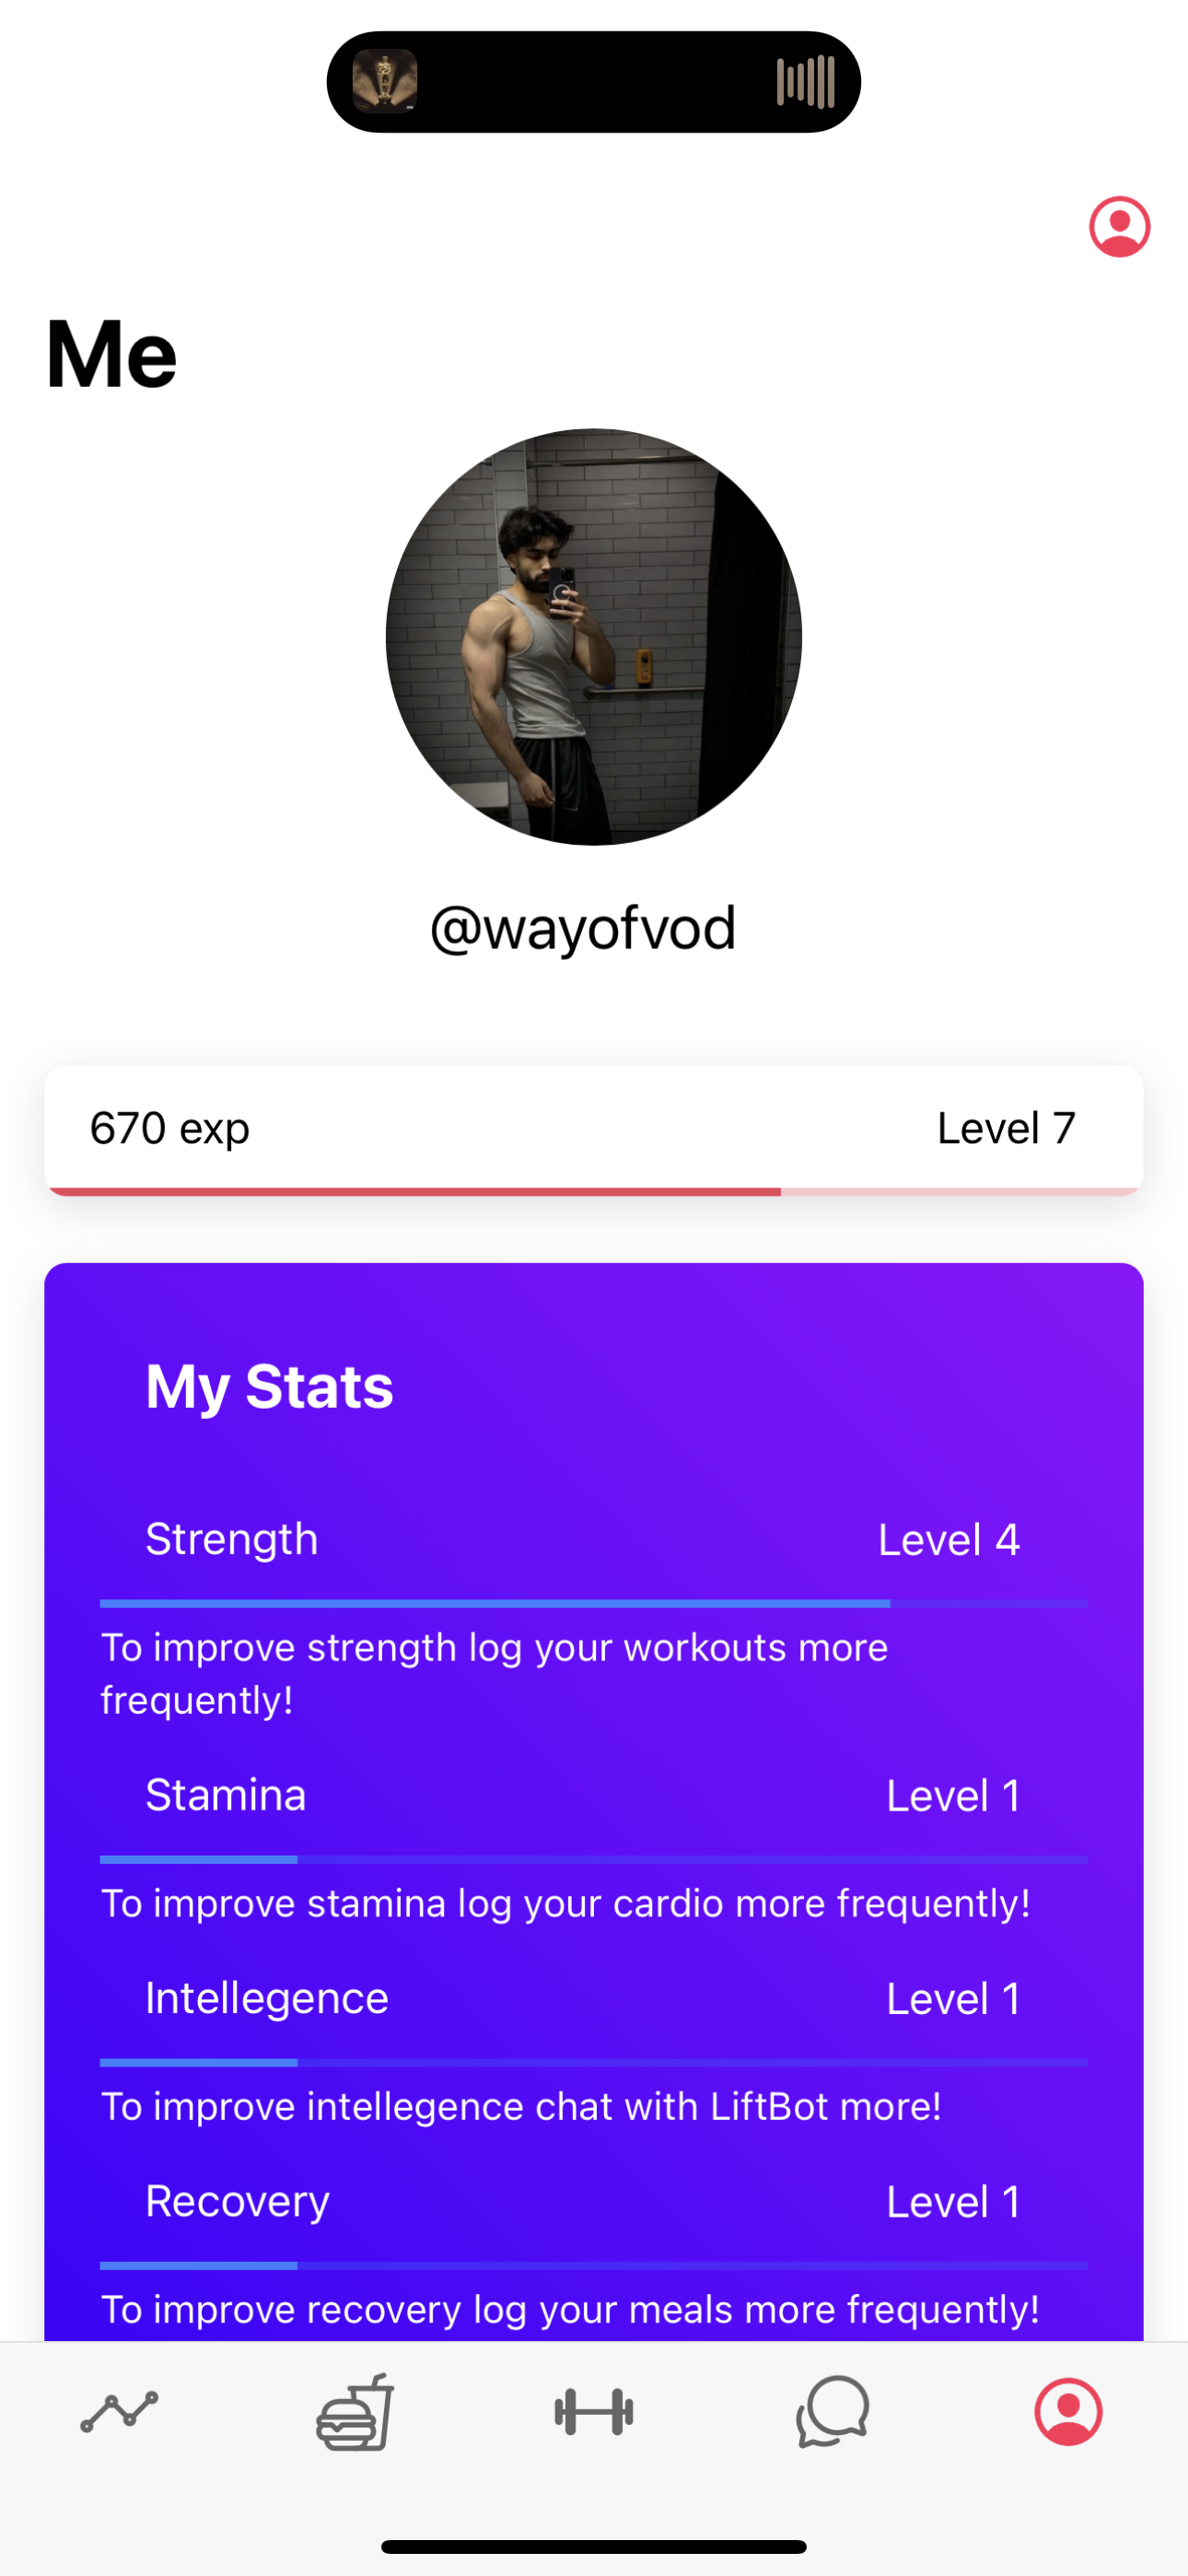 Me
@wayofvod
670 exp
Level 7
My Stats
Strength
Level 4
To improve strength log your workouts more
frequently!
Stamina
Level 1
To improve stamina log your cardio more frequently!
Intellegence
Level 1
To improve intellegence chat with LiftBot more!
Recovery
Level 1
To improve recovery log your meals more frequently!